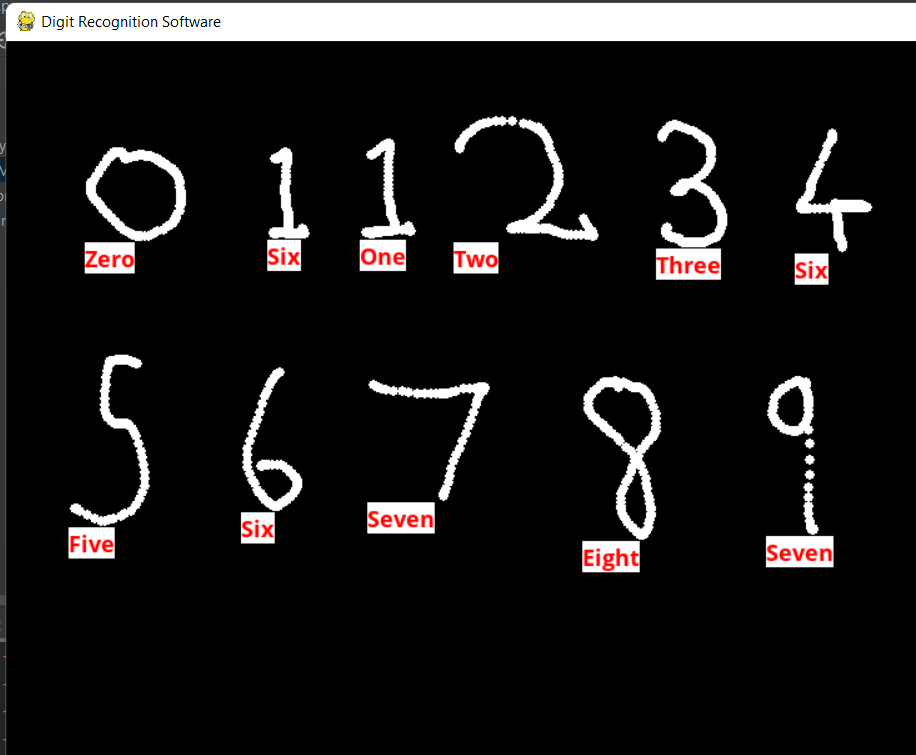 Digit Recognition Software
0 1 1 2 3 4
Zero Six One Two Three Six
5 6 7 8 9
Five Six Seven Eight Seven